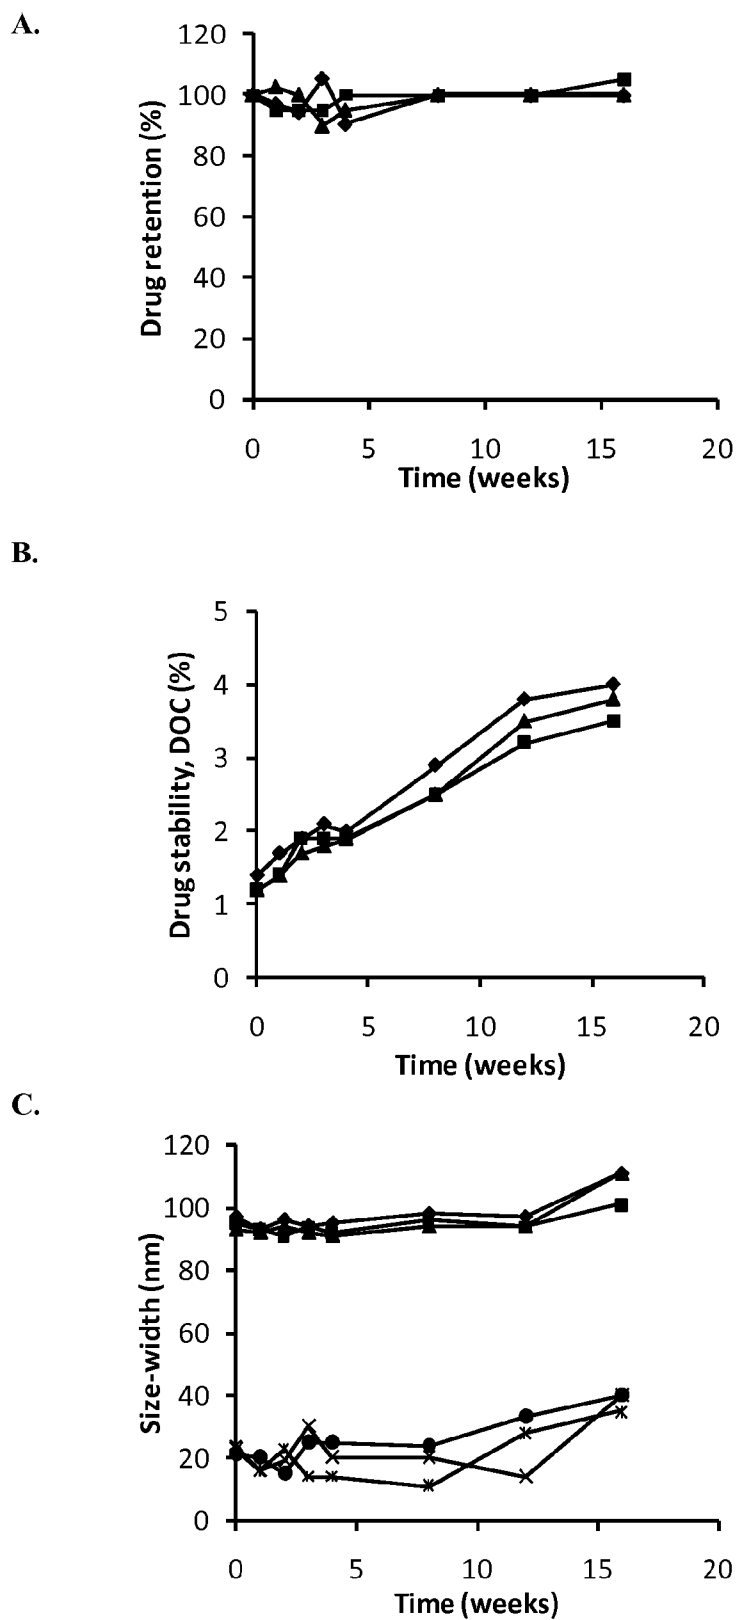 A.
120
100
80
60
40
20
0
Drug retention (%)
0 5 10 15 20
Time (weeks)
B.
5
4
3
2
1
0
Drug stability, DOC (%)
0 5 10 15 20
Time (weeks)
C.
120
100
80
60
40
20
0
Size-width (nm)
0 5 10 15 20
Time (weeks)